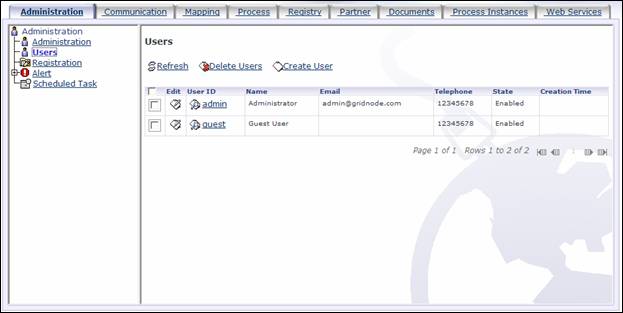 Administration Communication Mapping Process Registry Partner Documents Process Instances Web Services
Administration
Administration
Users
Registration
Alert
Scheduled Task
Users
Refresh Delete Users Create User
Edit User ID Name Email Telephone State Creation Time
admin Administrator admin@gridnode.com 12345678 Enabled
guest Guest User 12345678 Enabled
Page 1 of 1 Rows 1 to 2 of 2 1